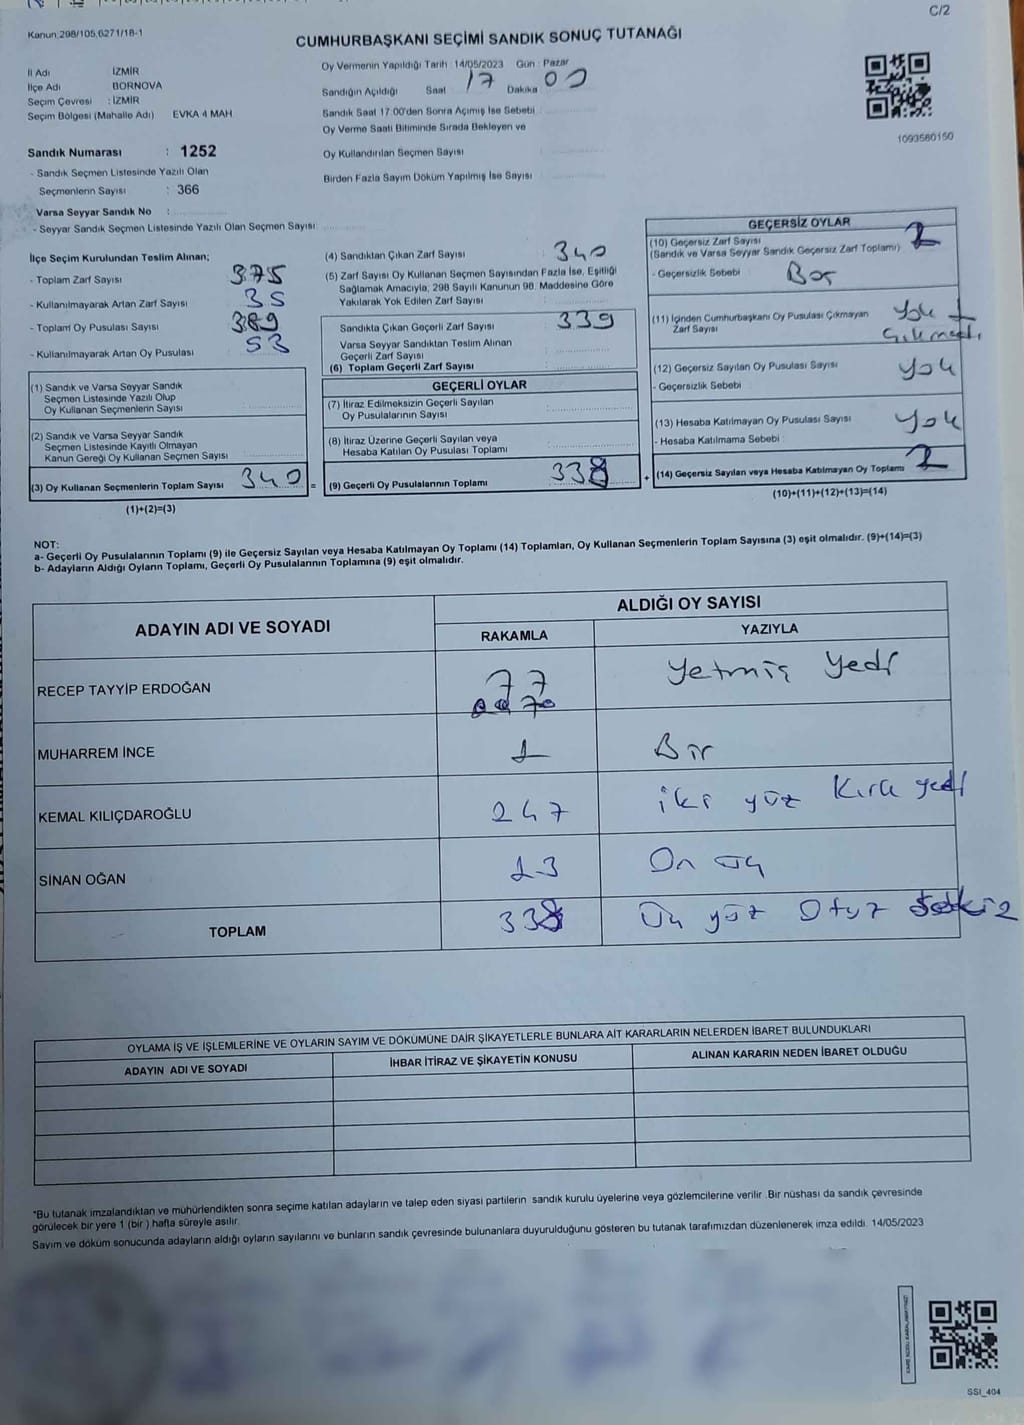 C/2
Kanun 298/105,6271/18-1
CUMHURBAŞKANI SEÇİMİ SANDIK SONUÇ TUTANAĞI
İl Adı İZMİR
İlçe Adı BORNOVA
Seçim Çevresi : İZMİR
Seçim Bölgesi (Mahalle Adı) EVKA 4 MAH
Oy Vermenin Yapıldığı Tarih 14/05/2023 Gün : Pazar
Sandığın Açıldığı Saat 17 Dakika 00
Sandık Saat 17.00'den Sonra Açımış İse Sebebi
Oy Verme Saati Bitiminde Sırada Bekleyen ve
Oy Kullandırılan Seçmen Sayısı
Birden Fazla Sayım Döküm Yapılmış İse Sayısı
1093580150
Sandık Numarası : 1252
- Sandık Seçmen Listesinde Yazılı Olan
Seçmenlerin Sayısı : 366
Varsa Seyyar Sandık No :
- Seyyar Sandık Seçmen Listesinde Yazılı Olan Seçmen Sayısı
İlçe Seçim Kurulundan Teslim Alınan;
- Toplam Zarf Sayısı 375
- Kullanılmayarak Artan Zarf Sayısı 35
- Toplam Oy Pusulası Sayısı 389
- Kullanılmayarak Artan Oy Pusulası 53
(1) Sandık ve Varsa Seyyar Sandık
Seçmen Listesinde Yazılı Olup
Oy Kullanan Seçmenlerin Sayısı
(2) Sandık ve Varsa Seyyar Sandık
Seçmen Listesinde Kayıtlı Olmayan
Kanun Gereği Oy Kullanan Seçmen Sayısı
(3) Oy Kullanan Seçmenlerin Toplam Sayısı 340 =
(1)+(2)=(3)
(4) Sandıktan Çıkan Zarf Sayısı 340
(5) Zarf Sayısı Oy Kullanan Seçmen Sayısından Fazla İse, Eşitliği
Sağlamak Amacıyla, 298 Sayılı Kanunun 98. Maddesine Göre
Yakılarak Yok Edilen Zarf Sayısı
Sandıkta Çıkan Geçerli Zarf Sayısı 339
Varsa Seyyar Sandıktan Teslim Alınan
Geçerli Zarf Sayısı
(6) Toplam Geçerli Zarf Sayısı
GEÇERLİ OYLAR
(7) İtiraz Edilmeksizin Geçerli Sayılan
Oy Pusulalarının Sayısı
(8) İtiraz Üzerine Geçerli Sayılan veya
Hesaba Katılan Oy Pusulası Toplamı
(9) Geçerli Oy Pusulalarının Toplamı 338 +
GEÇERSİZ OYLAR
(10) Geçersiz Zarf Sayısı
(Sandık ve Varsa Seyyar Sandık Geçersiz Zarf Toplamı) 2
- Geçersizlik Sebebi Boş
(11) İçinden Cumhurbaşkanı Oy Pusulası Çıkmayan Yok
Zarf Sayısı Çıkmadı
(12) Geçersiz Sayılan Oy Pusulası Sayısı Yok
- Geçersizlik Sebebi
(13) Hesaba Katılmayan Oy Pusulası Sayısı Yok
- Hesaba Katılmama Sebebi :
(14) Geçersiz Sayılan veya Hesaba Katılmayan Oy Toplamı 2
(10)+(11)+(12)+(13)=(14)
NOT:
a- Geçerli Oy Pusulalarının Toplamı (9) ile Geçersiz Sayılan veya Hesaba Katılmayan Oy Toplamı (14) Toplamları, Oy Kullanan Seçmenlerin Toplam Sayısına (3) eşit olmalıdır. (9)+(14)=(3)
b- Adayların Aldığı Oyların Toplamı, Geçerli Oy Pusulalarının Toplamına (9) eşit olmalıdır.
ADAYIN ADI VE SOYADI ALDIĞI OY SAYISI
RAKAMLA YAZIYLA
RECEP TAYYİP ERDOĞAN 77 Yetmiş Yedi
MUHARREM İNCE 1 Bir
KEMAL KILIÇDAROĞLU 247 iki yüz Kırk yedi
SİNAN OĞAN 13 On üç
TOPLAM 338 Üç yüz Otuz Sekiz
OYLAMA İŞ VE İŞLEMLERİNE VE OYLARIN SAYIM VE DÖKÜMÜNE DAİR ŞİKAYETLERLE BUNLARA AİT KARARLARIN NELERDEN İBARET BULUNDUKLARI
ADAYIN ADI VE SOYADI İHBAR İTİRAZ VE ŞİKAYETİN KONUSU ALINAN KARARIN NEDEN İBARET OLDUĞU
*Bu tutanak imzalandıktan ve mühürlendikten sonra seçime katılan adayların ve talep eden siyasi partilerin sandık kurulu üyelerine veya gözlemcilerine verilir .Bir nüshası da sandık çevresinde
görülecek bir yere 1 (bir ) hafta süreyle asılır.
Sayım ve döküm sonucunda adayların aldığı oyların sayılarını ve bunların sandık çevresinde bulunanlara duyurulduğunu gösteren bu tutanak tarafımızdan düzenlenerek imza edildi. 14/05/2023
SSI_404